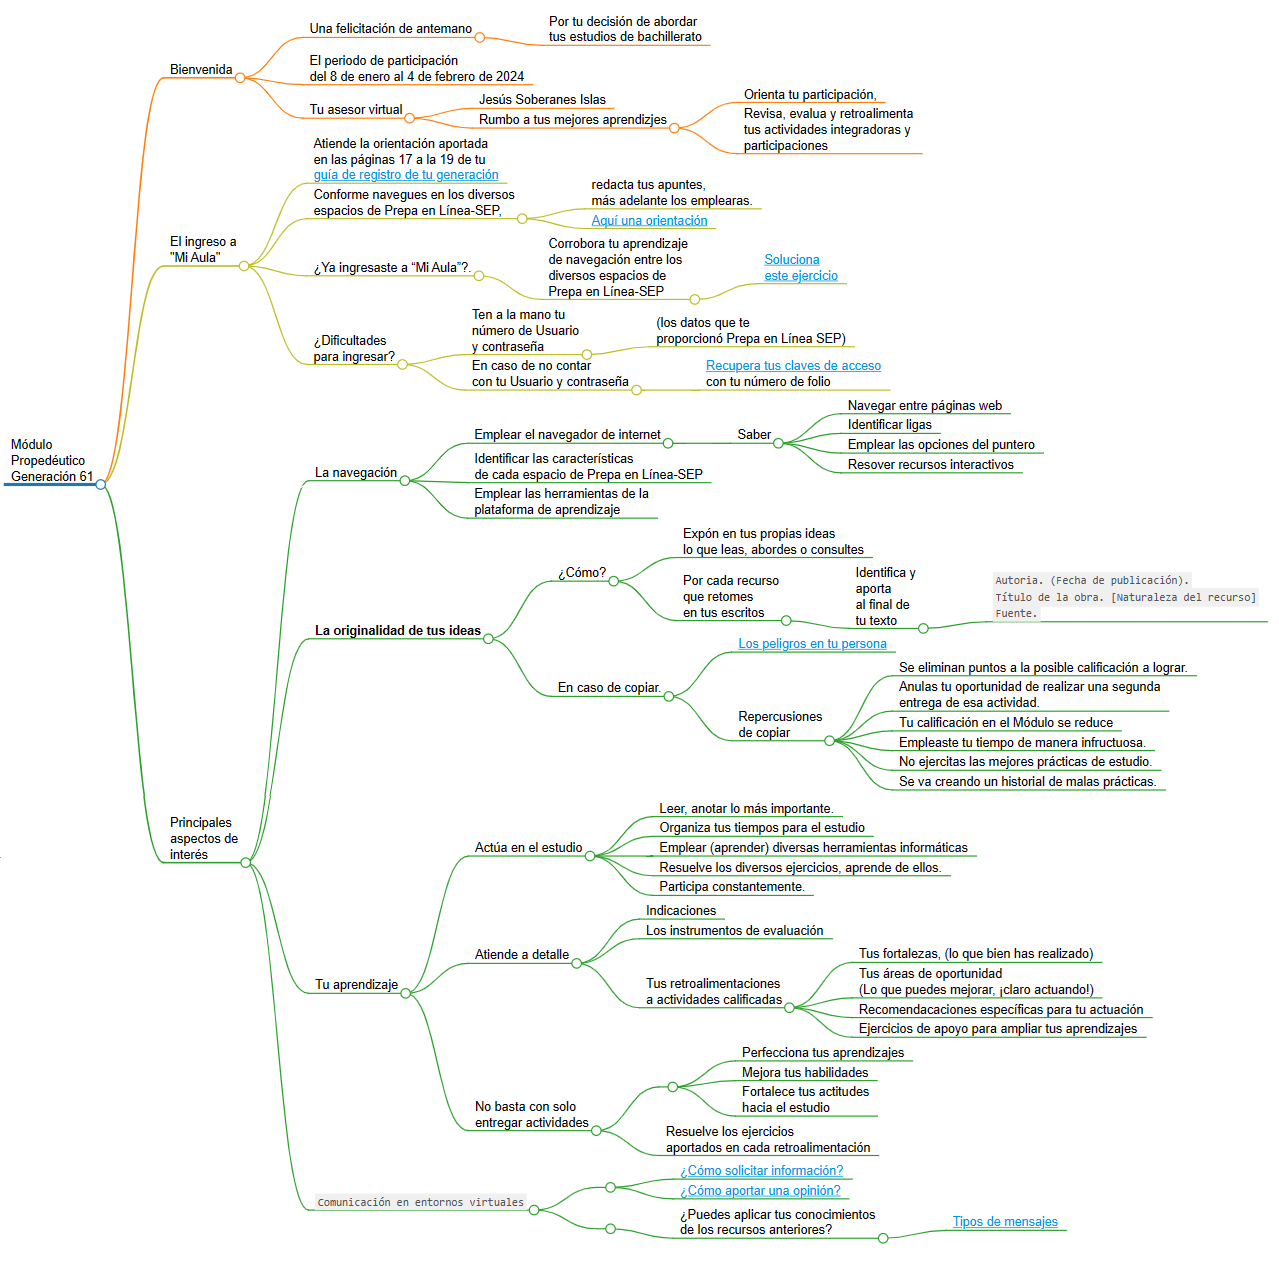 Módulo
Propedéutico
Generación 61
Bienvenida
Una felicitación de antemano
Por tu decisión de abordar
tus estudios de bachillerato
El periodo de participación
del 8 de enero al 4 de febrero de 2024
Tu asesor virtual
Jesús Soberanes Islas
Rumbo a tus mejores aprendizjes
Orienta tu participación,
Revisa, evalua y retroalimenta
tus actividades integradoras y
participaciones
El ingreso a
"Mi Aula"
Atiende la orientación aportada
en las páginas 17 a la 19 de tu
guía de registro de tu generación
Conforme navegues en los diversos
espacios de Prepa en Línea-SEP,
redacta tus apuntes,
más adelante los emplearas.
Aquí una orientación
¿Ya ingresaste a “Mi Aula”?.
Corrobora tu aprendizaje
de navegación entre los
diversos espacios de
Prepa en Línea-SEP
Soluciona
este ejercicio
¿Dificultades
para ingresar?
Ten a la mano tu
número de Usuario
y contraseña
(los datos que te
proporcionó Prepa en Línea SEP)
En caso de no contar
con tu Usuario y contraseña
Recupera tus claves de acceso
con tu número de folio
Principales
aspectos de
interés
La navegación
Emplear el navegador de internet
Saber
Navegar entre páginas web
Identificar ligas
Emplear las opciones del puntero
Resover recursos interactivos
Identificar las características
de cada espacio de Prepa en Línea-SEP
Emplear las herramientas de la
plataforma de aprendizaje
La originalidad de tus ideas
¿Cómo?
Expón en tus propias ideas
lo que leas, abordes o consultes
Por cada recurso
que retomes
en tus escritos
Identifica y
aporta
al final de
tu texto
Autoria. (Fecha de publicación).
Título de la obra. [Naturaleza del recurso]
Fuente.
En caso de copiar.
Los peligros en tu persona
Repercusiones
de copiar
Se eliminan puntos a la posible calificación a lograr.
Anulas tu oportunidad de realizar una segunda
entrega de esa actividad.
Tu calificación en el Módulo se reduce
Empleaste tu tiempo de manera infructuosa.
No ejercitas las mejores prácticas de estudio.
Se va creando un historial de malas prácticas.
Tu aprendizaje
Actúa en el estudio
Leer, anotar lo más importante.
Organiza tus tiempos para el estudio
Emplear (aprender) diversas herramientas informáticas
Resuelve los diversos ejercicios, aprende de ellos.
Participa constantemente.
Atiende a detalle
Indicaciones
Los instrumentos de evaluación
Tus retroalimentaciones
a actividades calificadas
Tus fortalezas, (lo que bien has realizado)
Tus áreas de oportunidad
(Lo que puedes mejorar, ¡claro actuando!)
Recomendacaciones específicas para tu actuación
Ejercicios de apoyo para ampliar tus aprendizajes
No basta con solo
entregar actividades
Perfecciona tus aprendizajes
Mejora tus habilidades
Fortalece tus actitudes
hacia el estudio
Resuelve los ejercicios
aportados en cada retroalimentación
Comunicación en entornos virtuales
¿Cómo solicitar información?
¿Cómo aportar una opinión?
¿Puedes aplicar tus conocimientos
de los recursos anteriores?
Tipos de mensajes